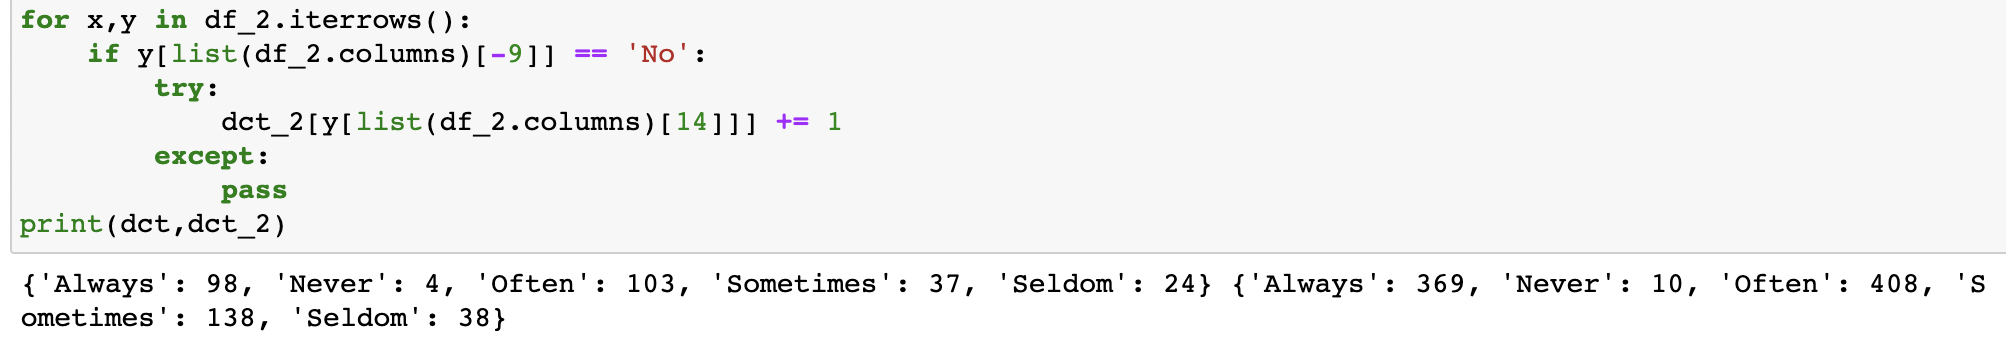 for x,y in df_2.iterrows():
    if y[list(df_2.columns)[-9]] == 'No':
        try:
            dct_2[y[list(df_2.columns)[14]]] += 1
        except:
            pass
print(dct,dct_2)
{'Always': 98, 'Never': 4, 'Often': 103, 'Sometimes': 37, 'Seldom': 24} {'Always': 369, 'Never': 10, 'Often': 408, 'S
ometimes': 138, 'Seldom': 38}